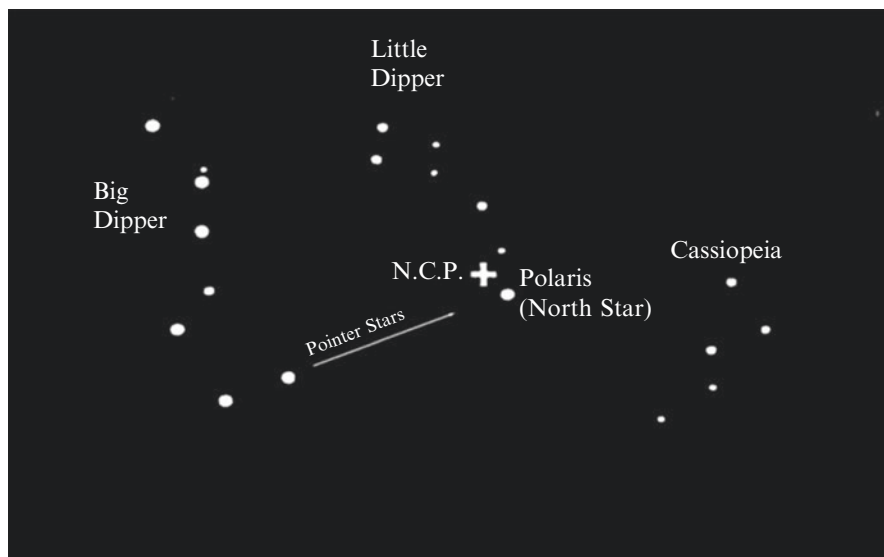 Little
Dipper
Big
Dipper
N.C.P.
Cassiopeia
Polaris
(North Star)
Pointer Stars